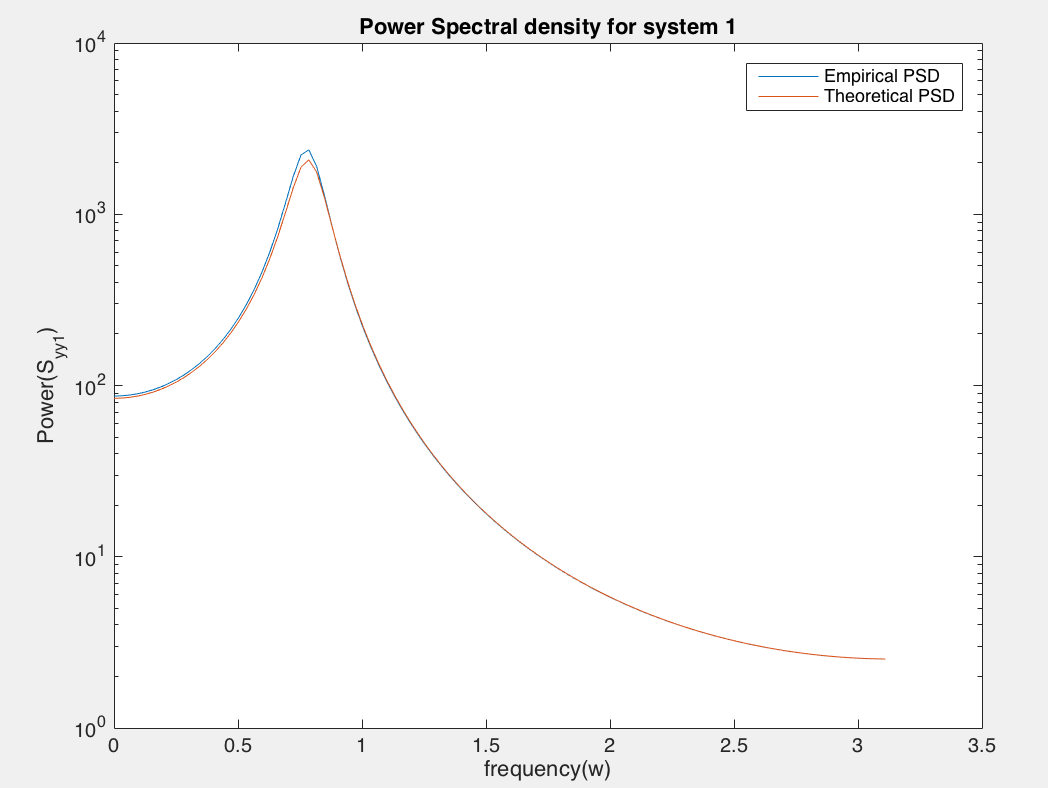 Power Spectral density for system 1
10^4
10^3
10^2
10^1
10^0
Power(S_yy1)
Empirical PSD
Theoretical PSD
0 0.5 1 1.5 2 2.5 3 3.5
frequency(w)